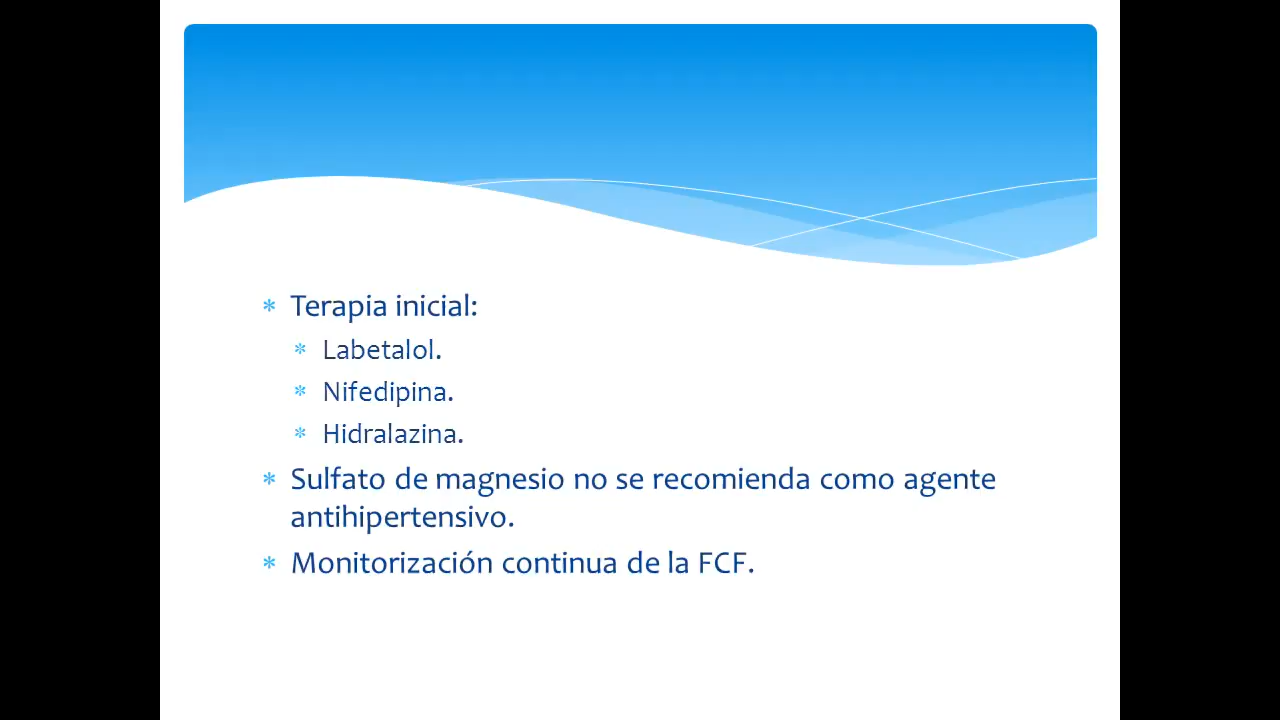 * Terapia inicial:
* Labetalol.
* Nifedipina.
* Hidralazina.
* Sulfato de magnesio no se recomienda como agente
antihipertensivo.
* Monitorización continua de la FCF.